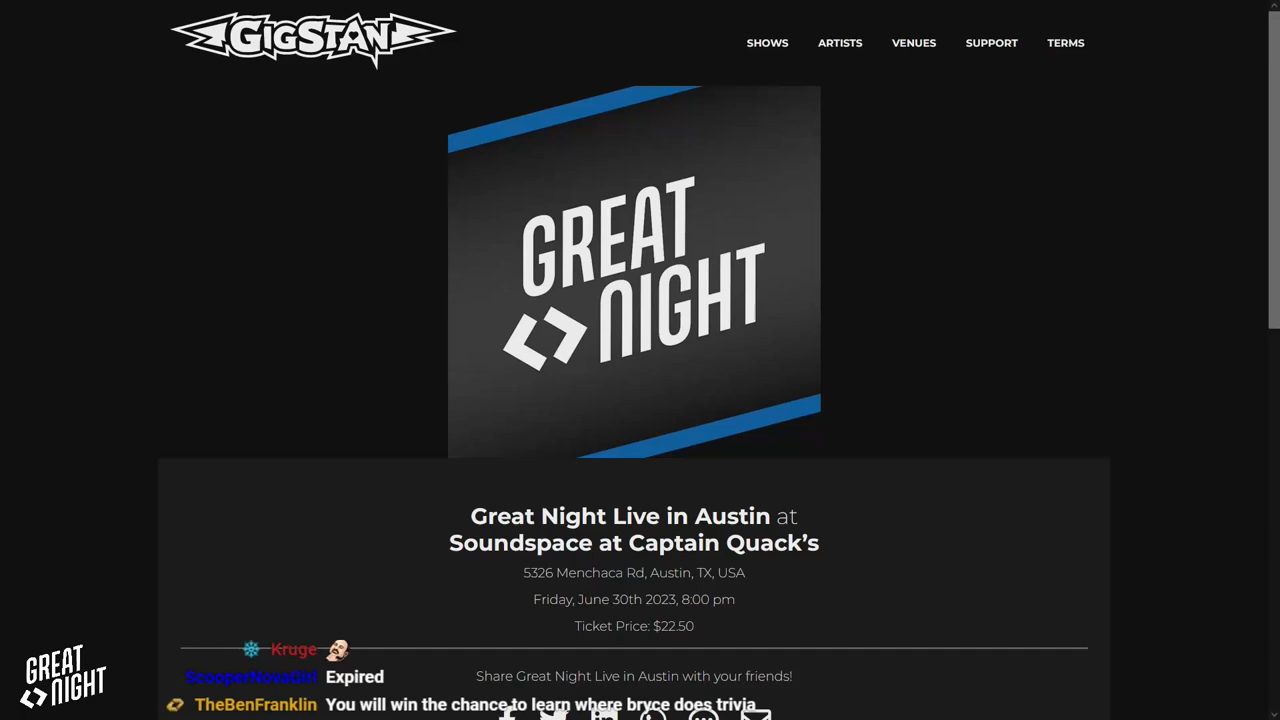 GIGSTAN
SHOWS ARTISTS VENUES SUPPORT TERMS
GREAT
NIGHT
Great Night Live in Austin at
Soundspace at Captain Quack's
5326 Menchaca Rd, Austin, TX, USA
Friday, June 30th 2023, 8:00 pm
Ticket Price: $22.50
Kruge
ScooperNovaGirl Expired
Share Great Night Live in Austin with your friends!
TheBenFranklin You will win the chance to learn where bryce does trivia
GREAT
NIGHT